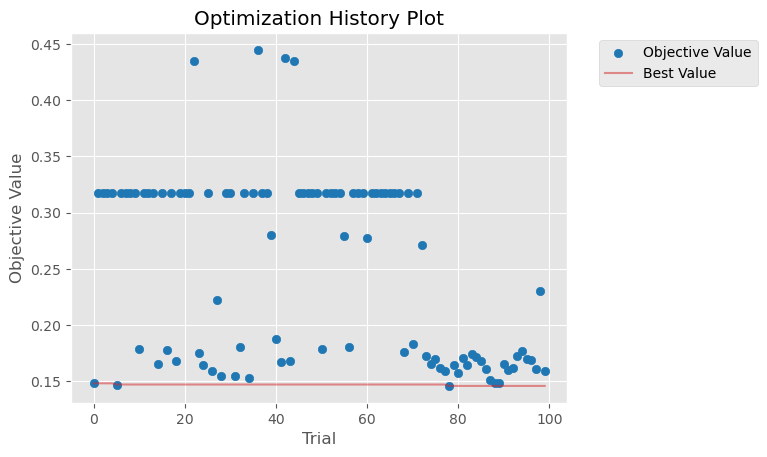 Optimization History Plot
Objective Value
Best Value
0.45
0.40
0.35
0.30
0.25
0.20
0.15
Objective Value
0
20
40
60
80
100
Trial